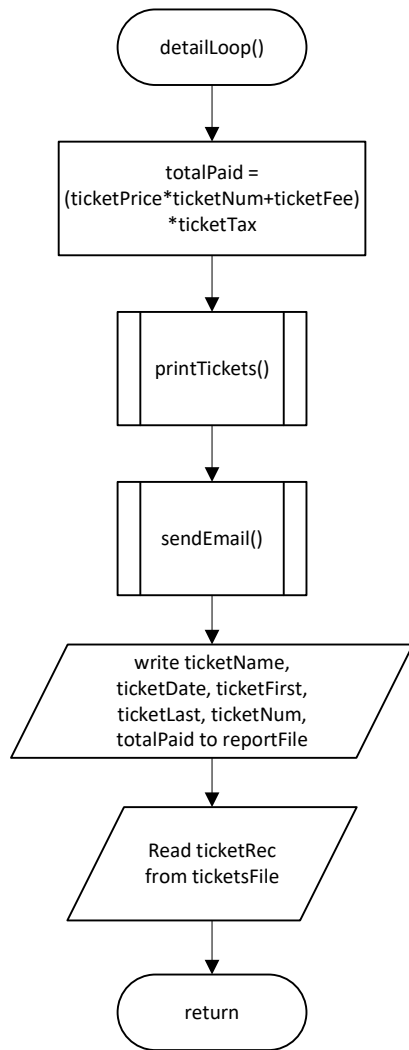 detailLoop()
totalPaid =
(ticketPrice*ticketNum+ticketFee)
*ticketTax
printTickets()
sendEmail()
write ticketName,
ticketDate, ticketFirst,
ticketLast, ticketNum,
totalPaid to reportFile
Read ticketRec
from ticketsFile
return